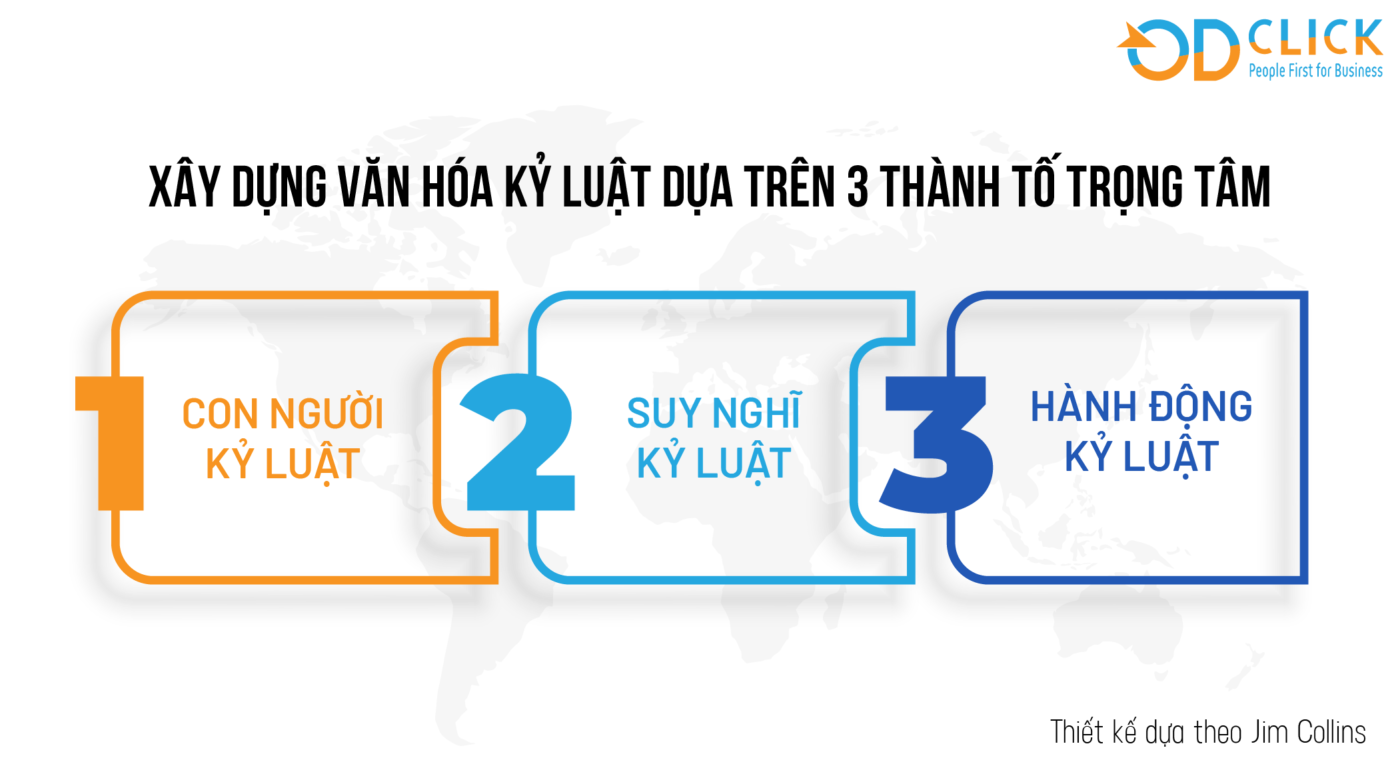 OD CLICK
People First for Business
XÂY DỰNG VĂN HÓA KỶ LUẬT DỰA TRÊN 3 THÀNH TỐ TRỌNG TÂM
1
CON NGƯỜI
KỶ LUẬT
2
SUY NGHĨ
KỶ LUẬT
3
HÀNH ĐỘNG
KỶ LUẬT
Thiết kế dựa theo Jim Collins